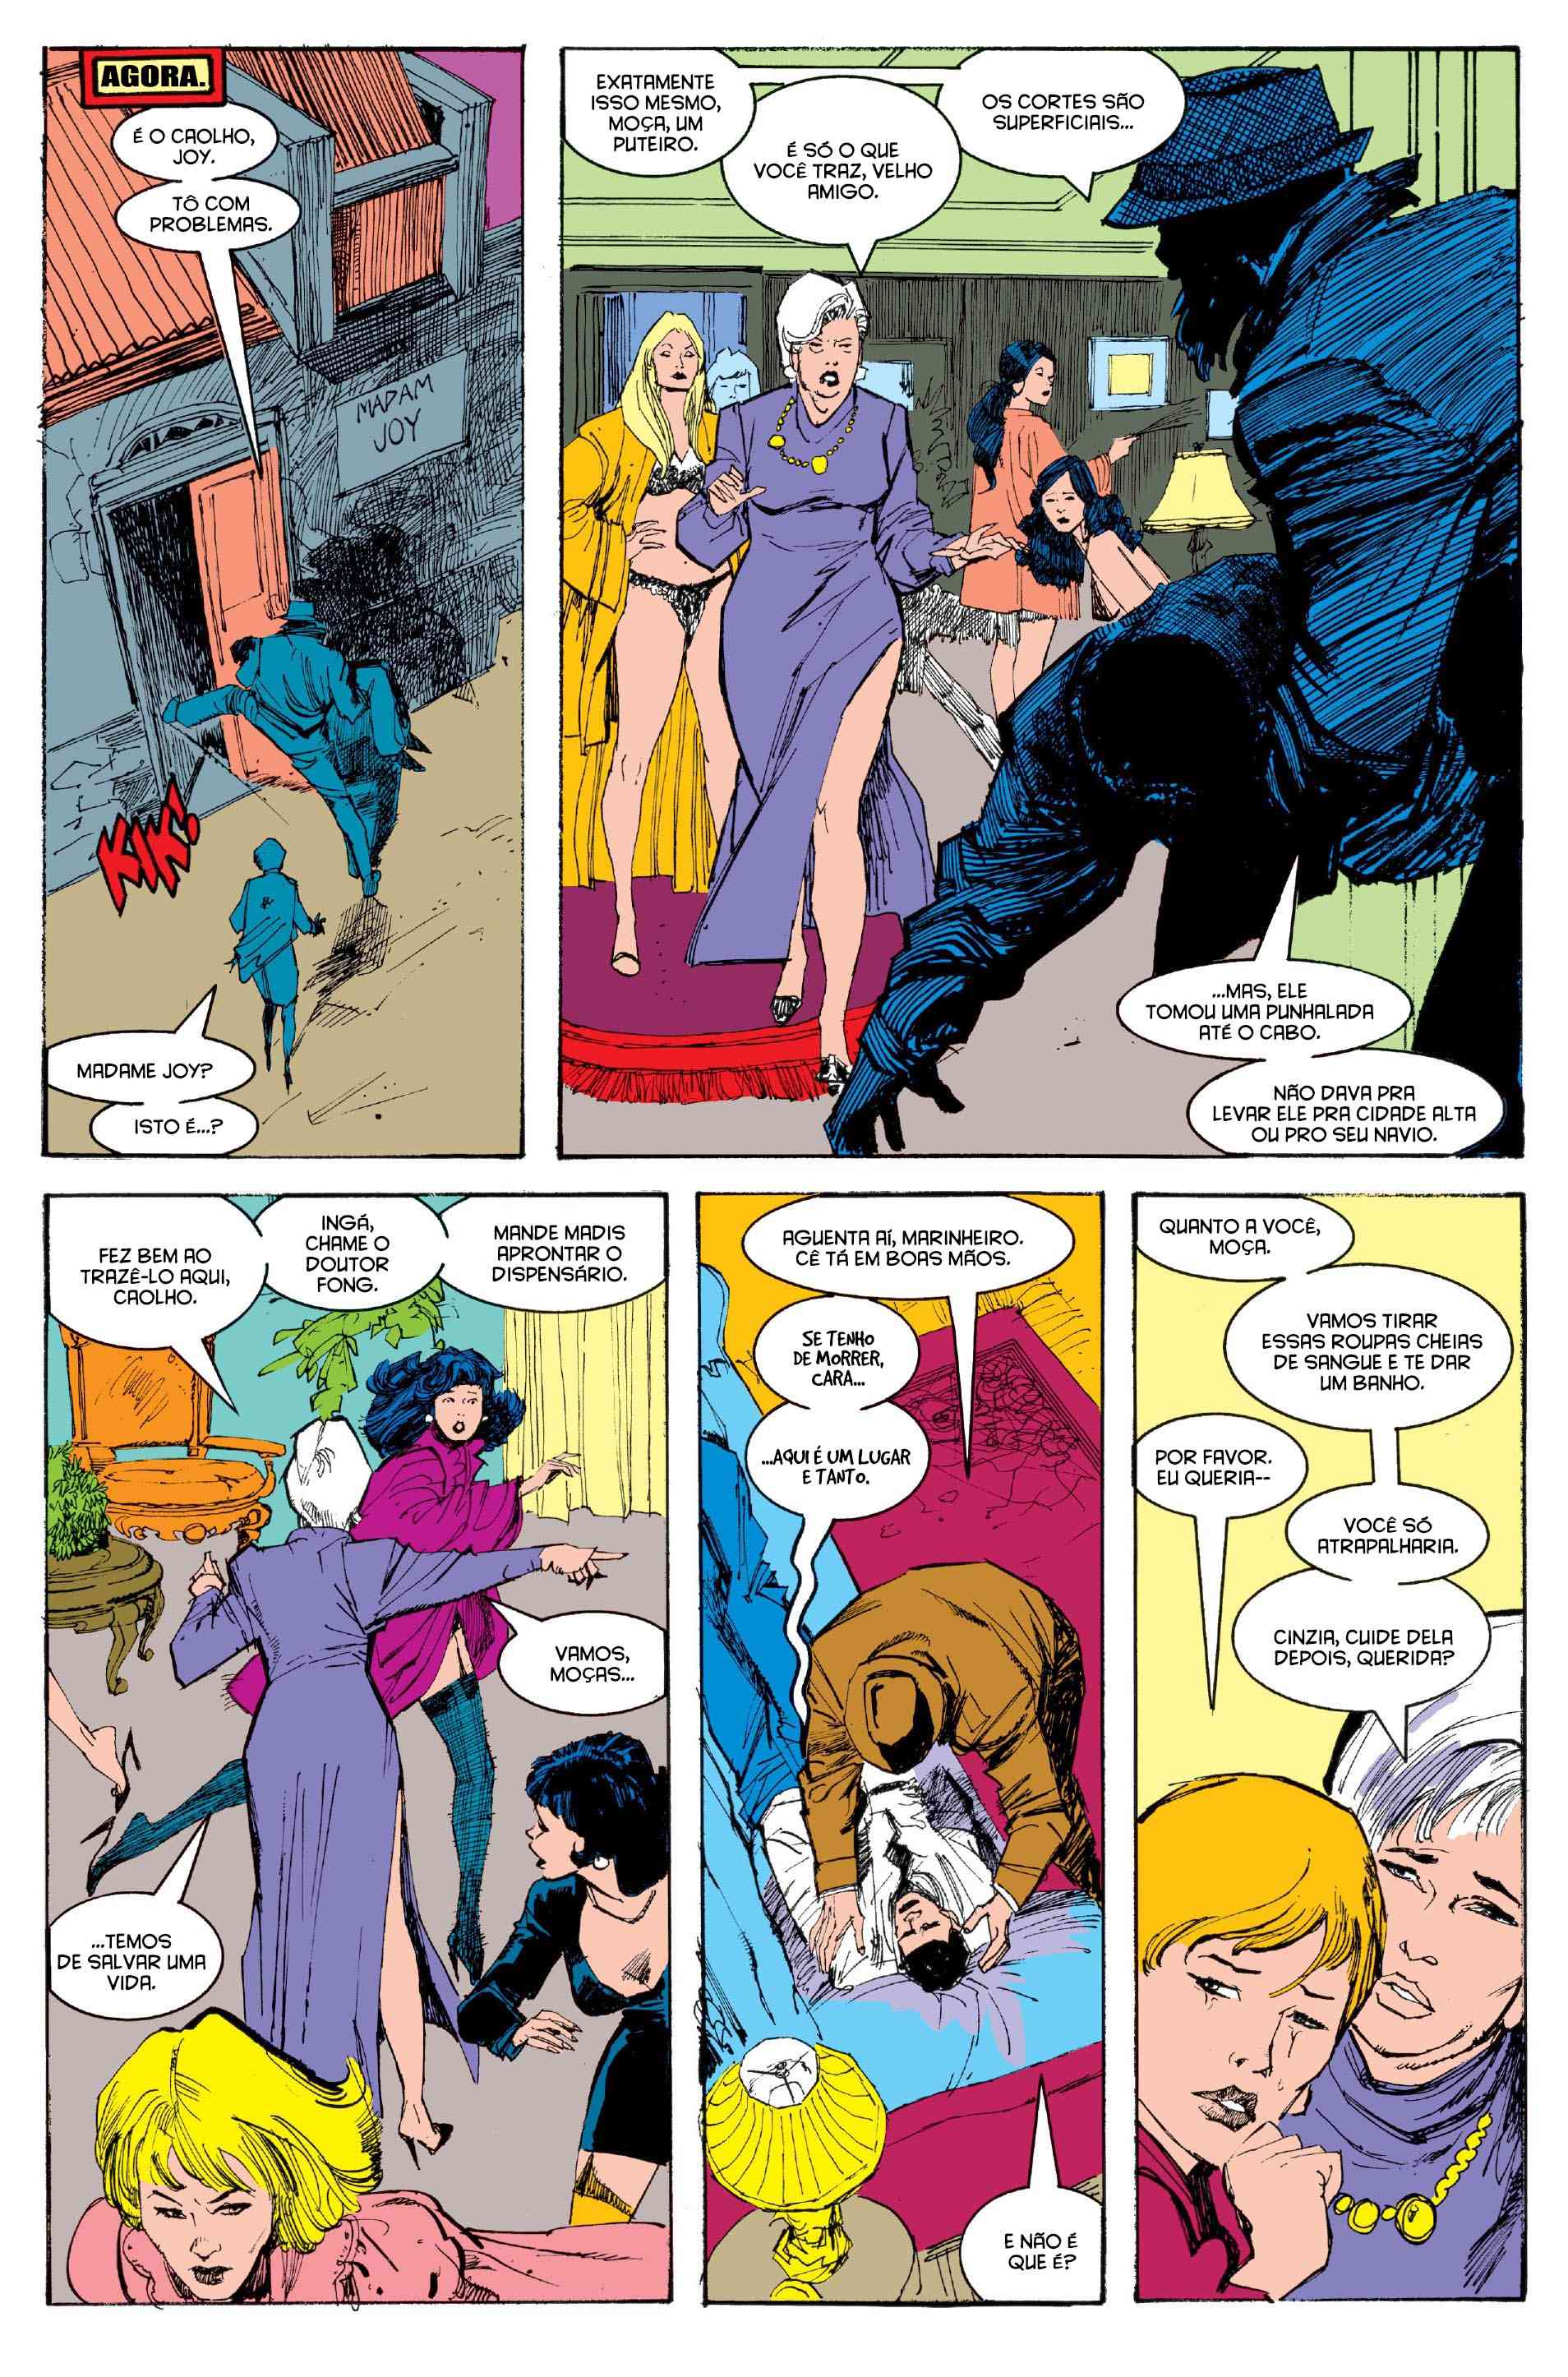 AGORA.
É O CAOLHO,
JOY.
TÔ COM
PROBLEMAS.
MADAM
JOY
KIK!
MADAME JOY?
ISTO É...?
EXATAMENTE
ISSO MESMO,
MOÇA, UM
PUTEIRO.
É SÓ O QUE
VOCÊ TRAZ, VELHO
AMIGO.
OS CORTES SÃO
SUPERFICIAIS...
...MAS, ELE
TOMOU UMA PUNHALADA
ATÉ O CABO.
NÃO DAVA PRA
LEVAR ELE PRA CIDADE ALTA
OU PRO SEU NAVIO.
FEZ BEM AO
TRAZÊ-LO AQUI,
CAOLHO.
INGÁ,
CHAME O
DOUTOR
FONG.
MANDE MADIS
APRONTAR O
DISPENSÁRIO.
VAMOS,
MOÇAS...
...TEMOS
DE SALVAR UMA
VIDA.
AGUENTA AÍ, MARINHEIRO.
CÊ TÁ EM BOAS MÃOS.
SE TENHO
DE MORRER,
CARA...
...AQUI É UM LUGAR
E TANTO.
E NÃO É
QUE É?
QUANTO A VOCÊ,
MOÇA.
VAMOS TIRAR
ESSAS ROUPAS CHEIAS
DE SANGUE E TE DAR
UM BANHO.
POR FAVOR.
EU QUERIA--
VOCÊ SÓ
ATRAPALHARIA.
CINZIA, CUIDE DELA
DEPOIS, QUERIDA?